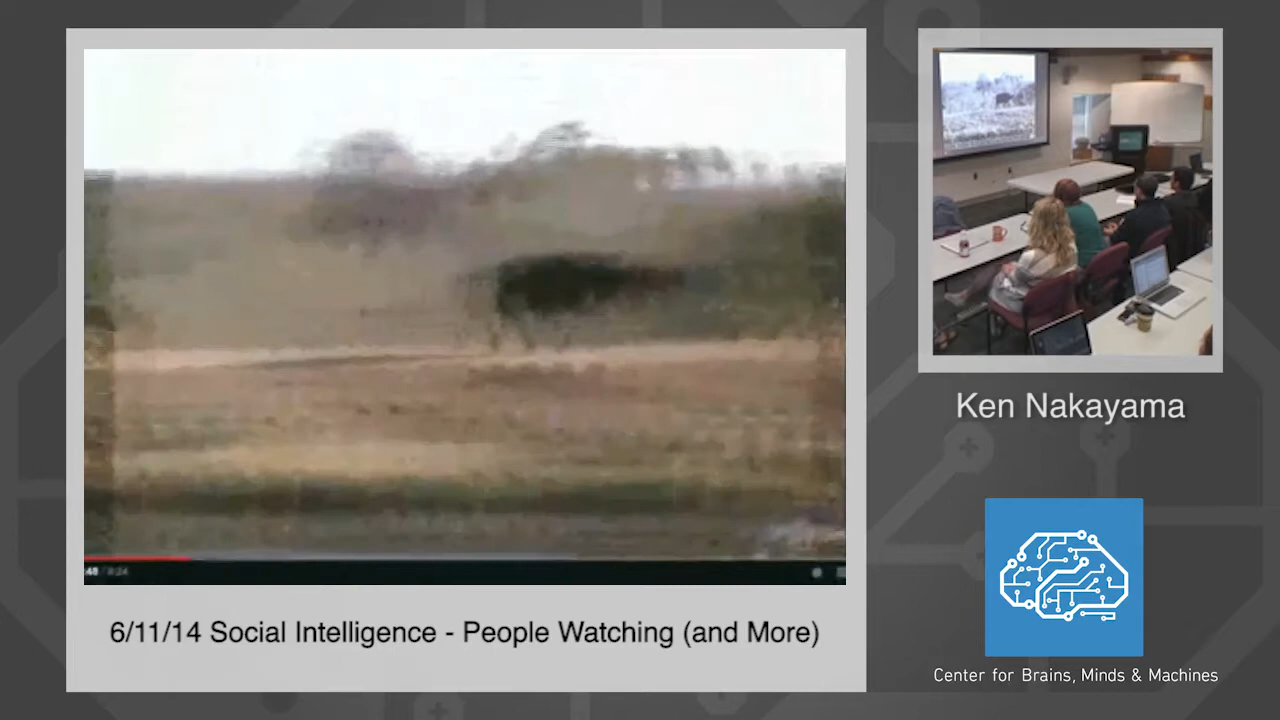 Ken Nakayama
6/11/14 Social Intelligence - People Watching (and More)
Center for Brains, Minds & Machines